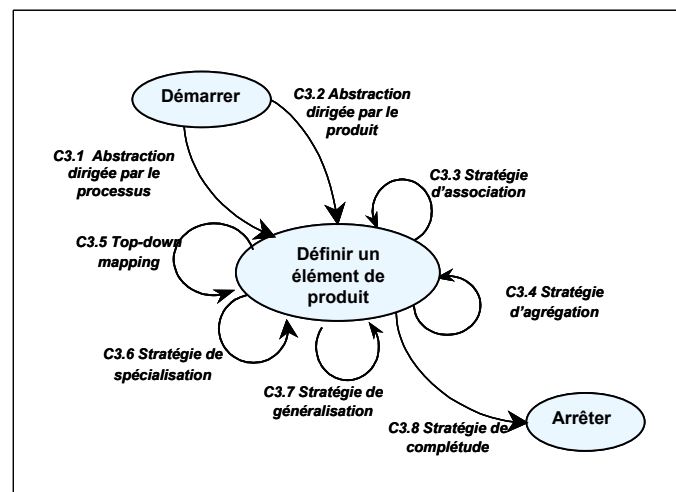 Démarrer
C3.2 Abstraction
dirigée par le
produit
C3.1 Abstraction
dirigée par le
processus
C3.3 Stratégie
d'association
C3.5 Top-down
mapping
Définir un
élément de
produit
C3.4 Stratégie
d'agrégation
C3.6 Stratégie de
spécialisation
C3.7 Stratégie de
généralisation
C3.8 Stratégie de
complétude
Arrêter